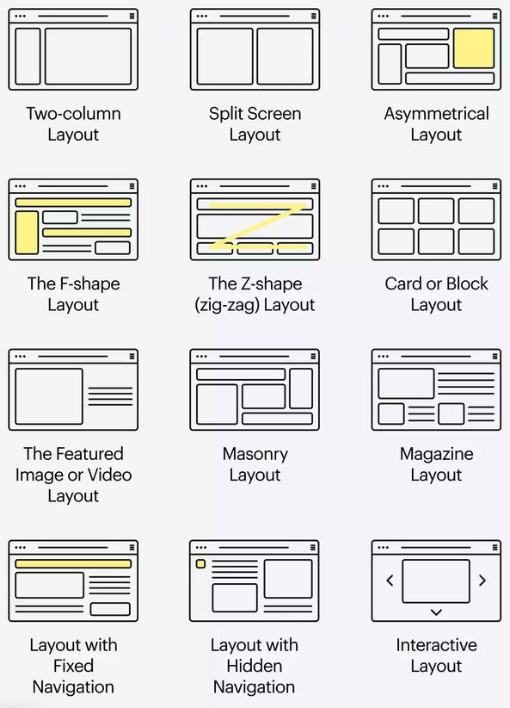 Two-column
Layout
Split Screen
Layout
Asymmetrical
Layout
The F-shape
Layout
The Z-shape
(zig-zag) Layout
Card or Block
Layout
The Featured
Image or Video
Layout
Masonry
Layout
Magazine
Layout
Layout with
Fixed
Navigation
Layout with
Hidden
Navigation
Interactive
Layout